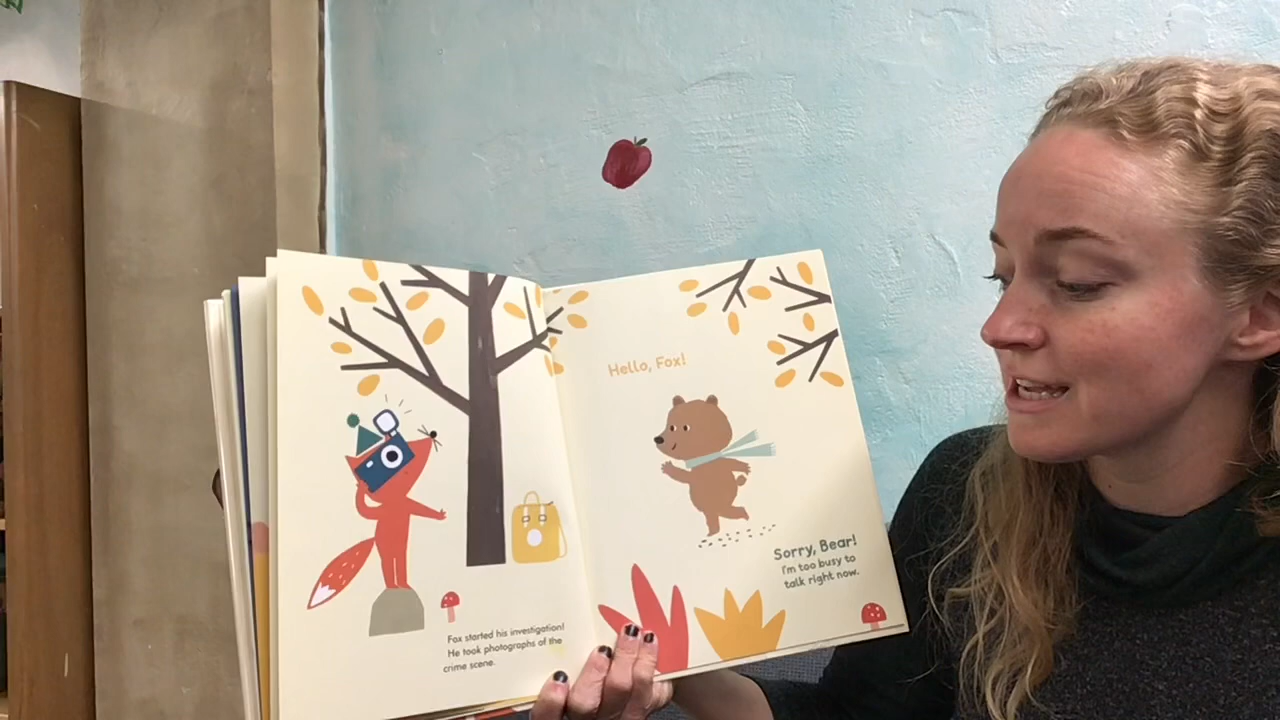 Fox started his investigation!
He took photographs of the
crime scene.
Hello, Fox!
Sorry, Bear!
I'm too busy to
talk right now.